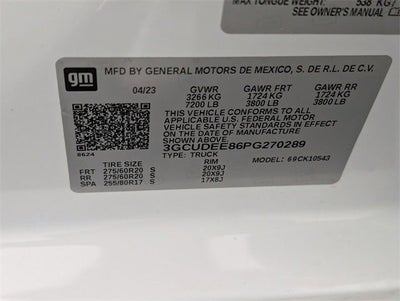 MAX TONGUE WEIGHT: 538 KG
SEE OWNER'S MANUAL
gm
MFD BY GENERAL MOTORS DE MEXICO, S. DE R.L. DE C.V.
04/23 GVWR GAWR FRT GAWR RR
3266 KG 1724 KG 1724 KG
7200 LB 3800 LB 3800 LB
THIS VEHICLE CONFORMS TO ALL
APPLICABLE U.S. FEDERAL MOTOR
VEHICLE SAFETY STANDARDS IN EFFECT
ON THE DATE OF MANUFACTURE
SHOWN ABOVE.
3GCUDEE86PG270289
8624 TYPE: TRUCK MODEL: 69CK10543
TIRE SIZE RIM
FRT 275/60R20 S 20X9J
RR 275/60R20 S 20X9J
SPA 255/80R17 S 17X8J